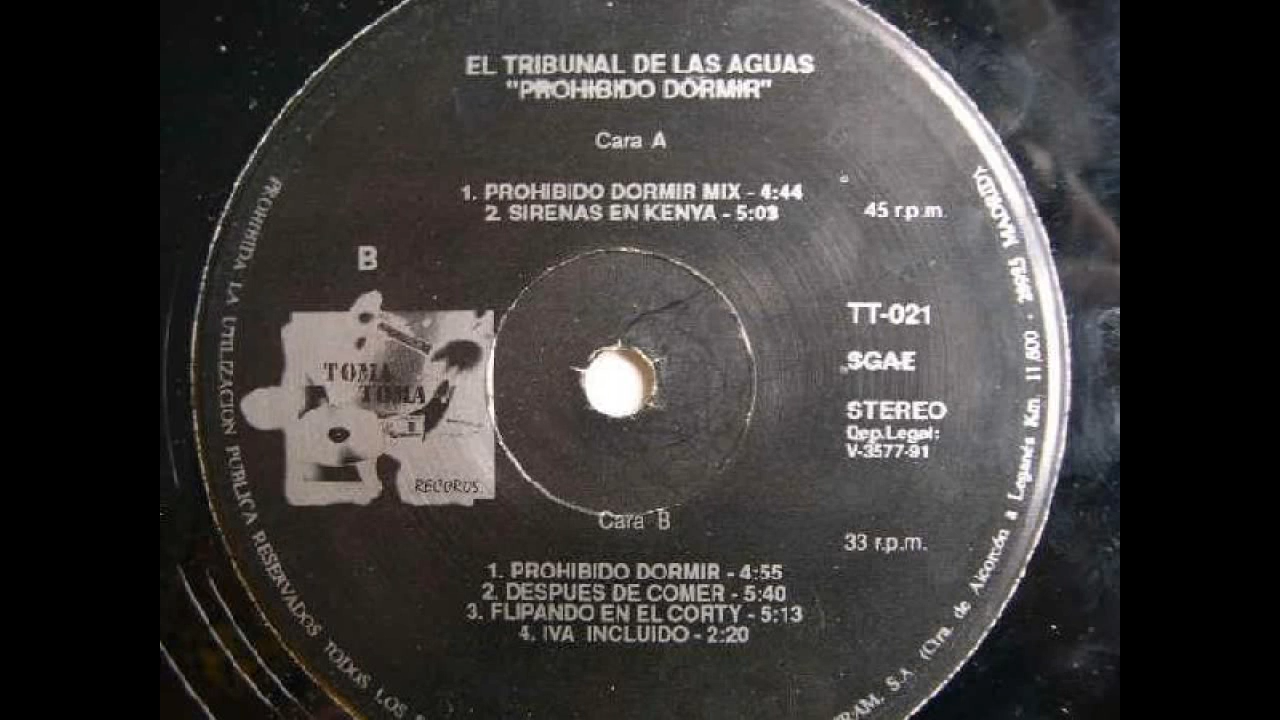 EL TRIBUNAL DE LAS AGUAS
"PROHIBIDO DORMIR"
Cara A
1. PROHIBIDO DORMIR MIX - 4:44
2. SIRENAS EN KENYA - 5:03
45 r.p.m.
B
TOMA
TOMA
RECORDS
TT-021
SGAE
STEREO
Dep.Legal:
V-3577-91
Cara B
33 r.p.m.
1. PROHIBIDO DORMIR - 4:55
2. DESPUES DE COMER - 5:40
3. FLIPANDO EN EL CORTY - 5:13
4. IVA INCLUIDO - 2:20
PROHIBIDA LA UTILIZACION PUBLICA RESERVADOS TODOS LOS
S.A. (Ctra. de Alcorcón a Leganés Km. 11,600 - 28925 MADRID)